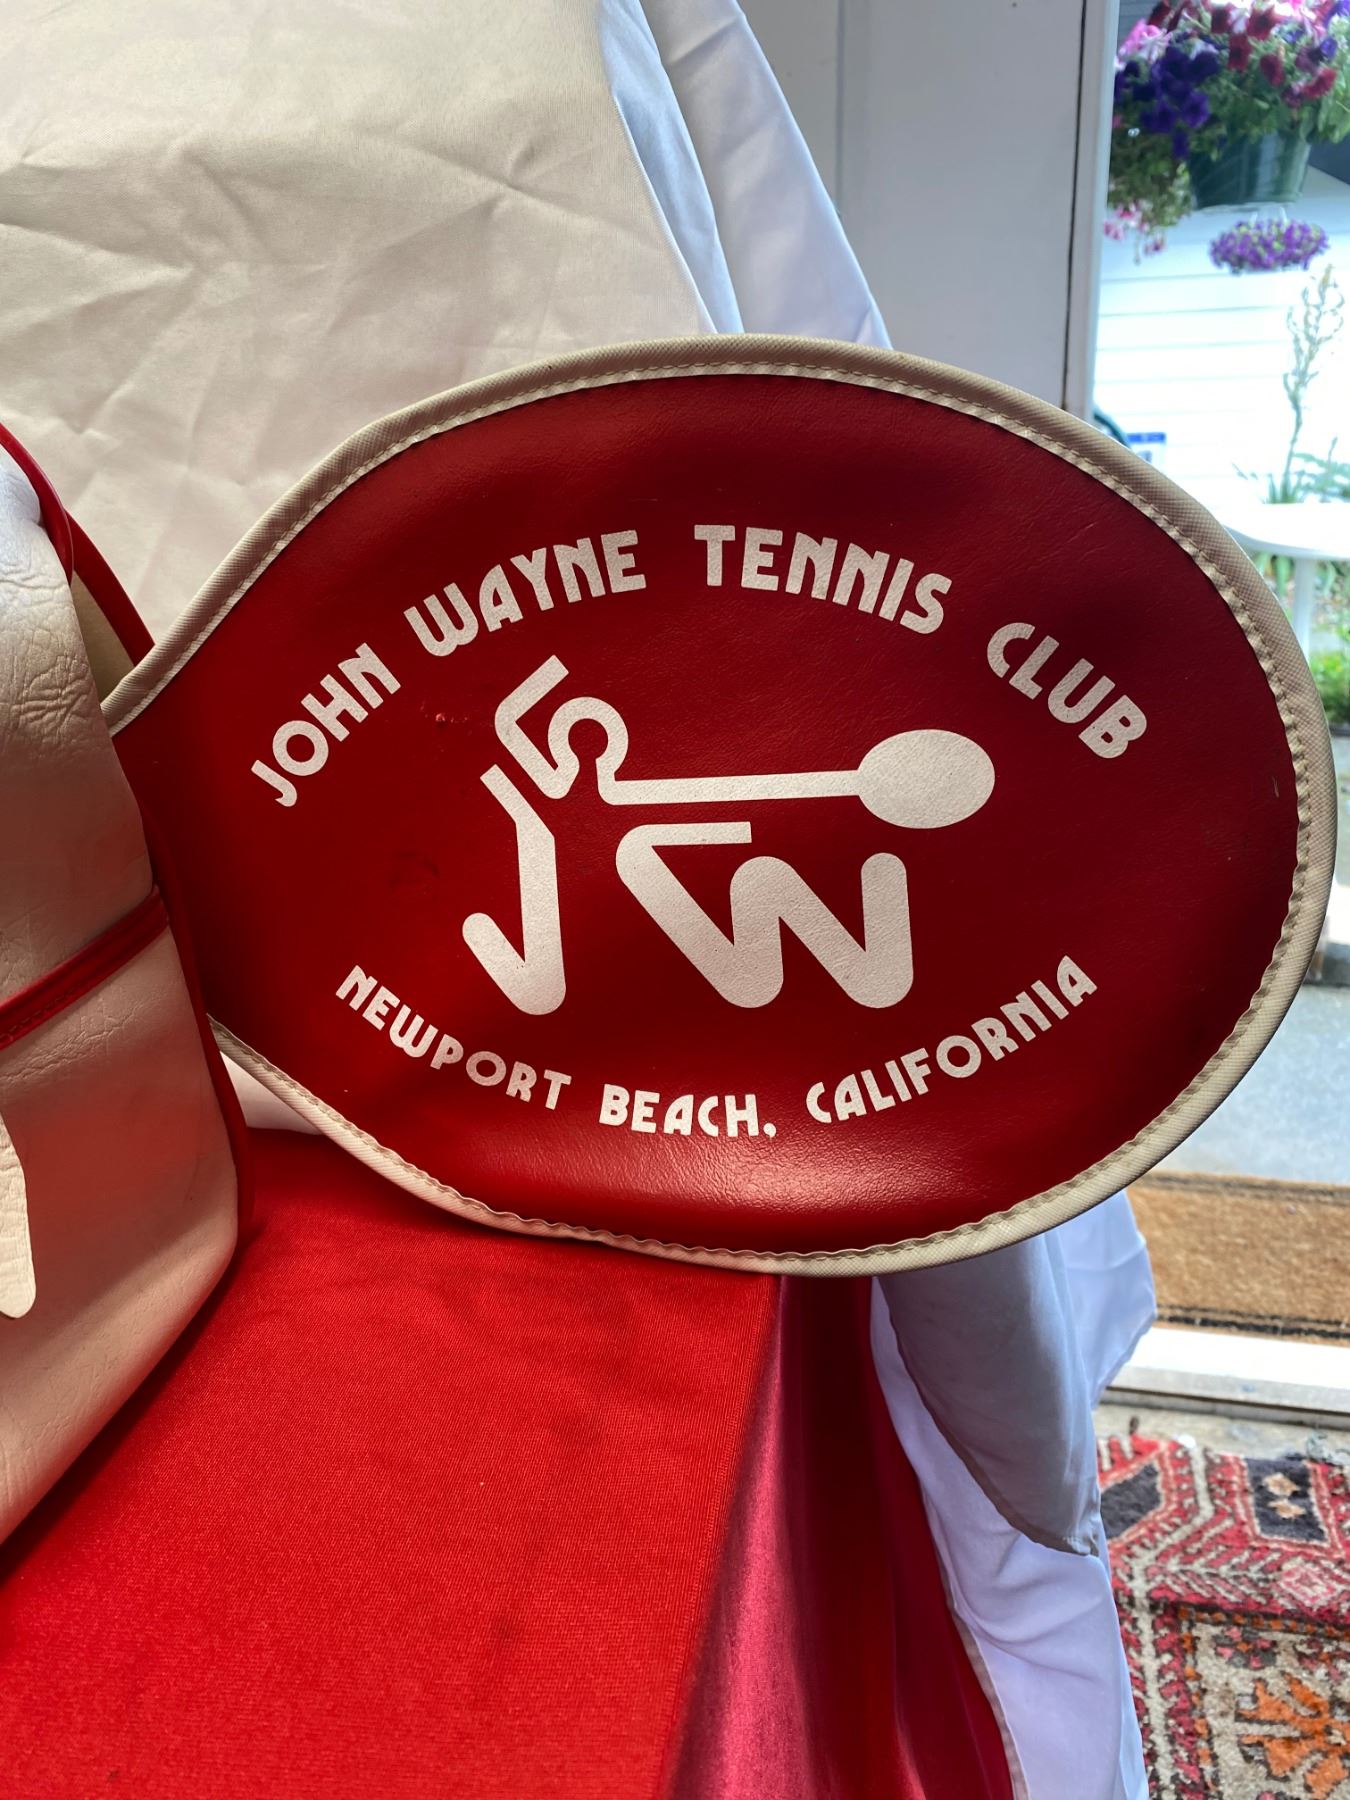 JOHN WAYNE TENNIS CLUB
JW
NEWPORT BEACH, CALIFORNIA